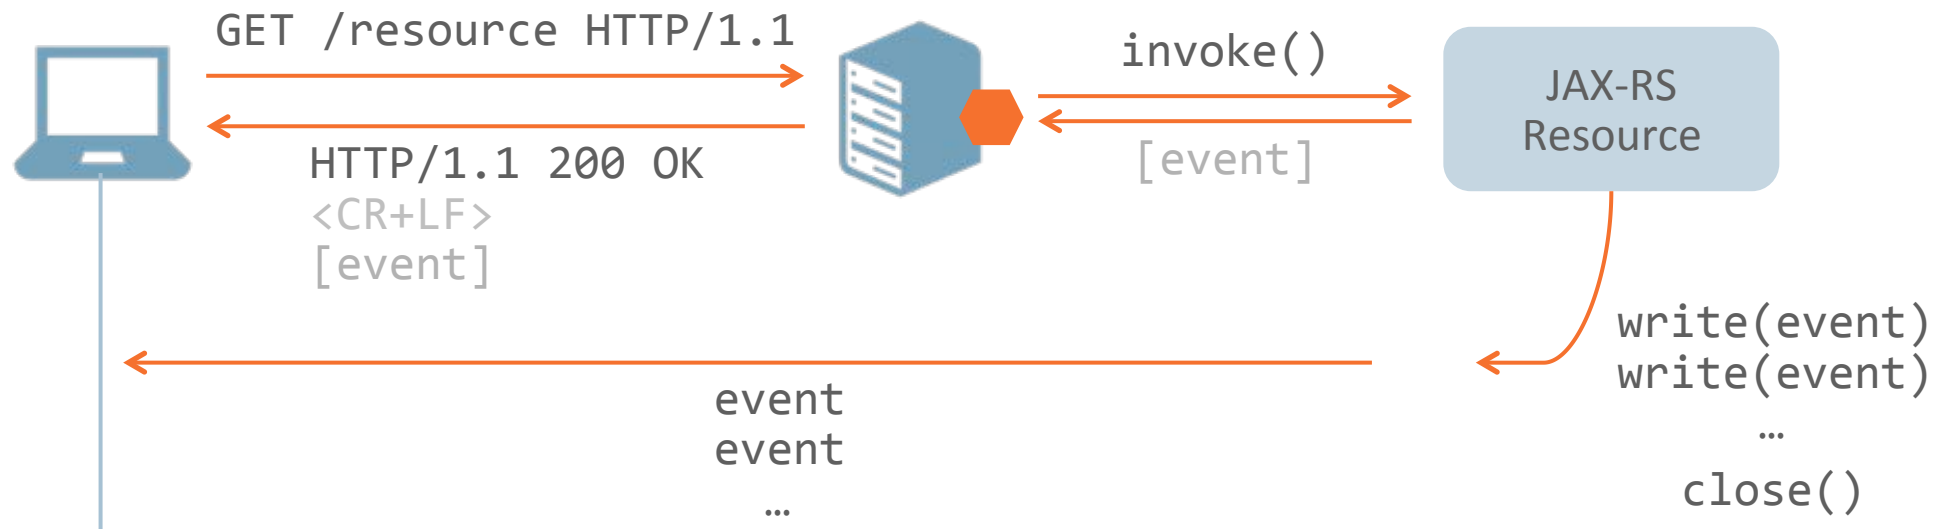 GET /resource HTTP/1.1
HTTP/1.1 200 OK
<CR+LF>
[event]
invoke()
[event]
JAX-RS
Resource
write(event)
write(event)
…
close()
event
event
…